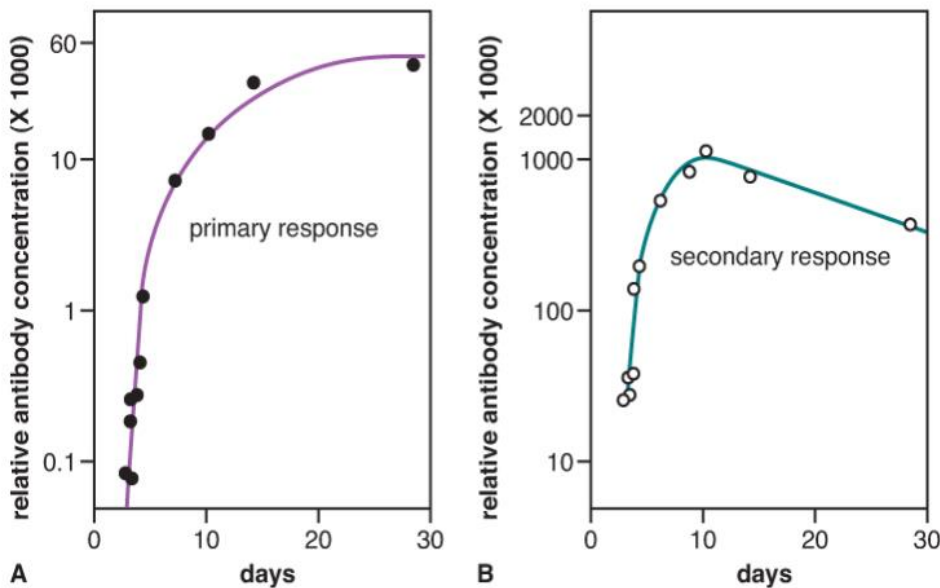 relative antibody concentration (X 1000)
60
10
1
0.1
primary response
0
10
20
30
A
days
relative antibody concentration (X 1000)
2000
1000
100
10
secondary response
0
10
20
30
B
days